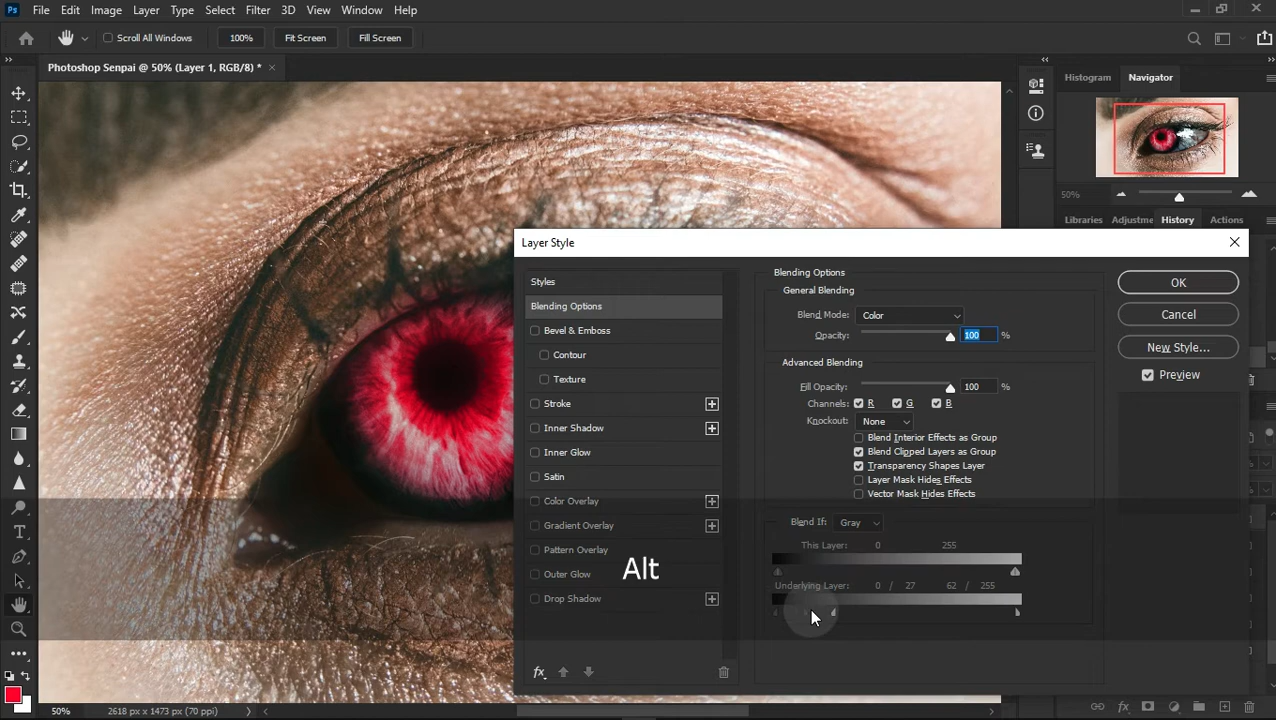 Ps File Edit Image Layer Type Select Filter 3D View Window Help
Scroll All Windows 100% Fit Screen Fill Screen
Photoshop Senpai @ 50% (Layer 1, RGB/8) * ×
Histogram Navigator
50%
Libraries Adjustme History Actions
Layer Style
Styles
Blending Options
Bevel & Emboss
Contour
Texture
Stroke
Inner Shadow
Inner Glow
Satin
Color Overlay
Gradient Overlay
Pattern Overlay
Outer Glow
Drop Shadow
fx
Blending Options
General Blending
Blend Mode: Color
Opacity: 100 %
Advanced Blending
Fill Opacity: 100 %
Channels: R G B
Knockout: None
Blend Interior Effects as Group
Blend Clipped Layers as Group
Transparency Shapes Layer
Layer Mask Hides Effects
Vector Mask Hides Effects
Blend If: Gray
This Layer: 0 255
Underlying Layer: 0 / 27 62 / 255
OK
Cancel
New Style...
Preview
Alt
50% 2618 px x 1473 px (70 ppi)
fx